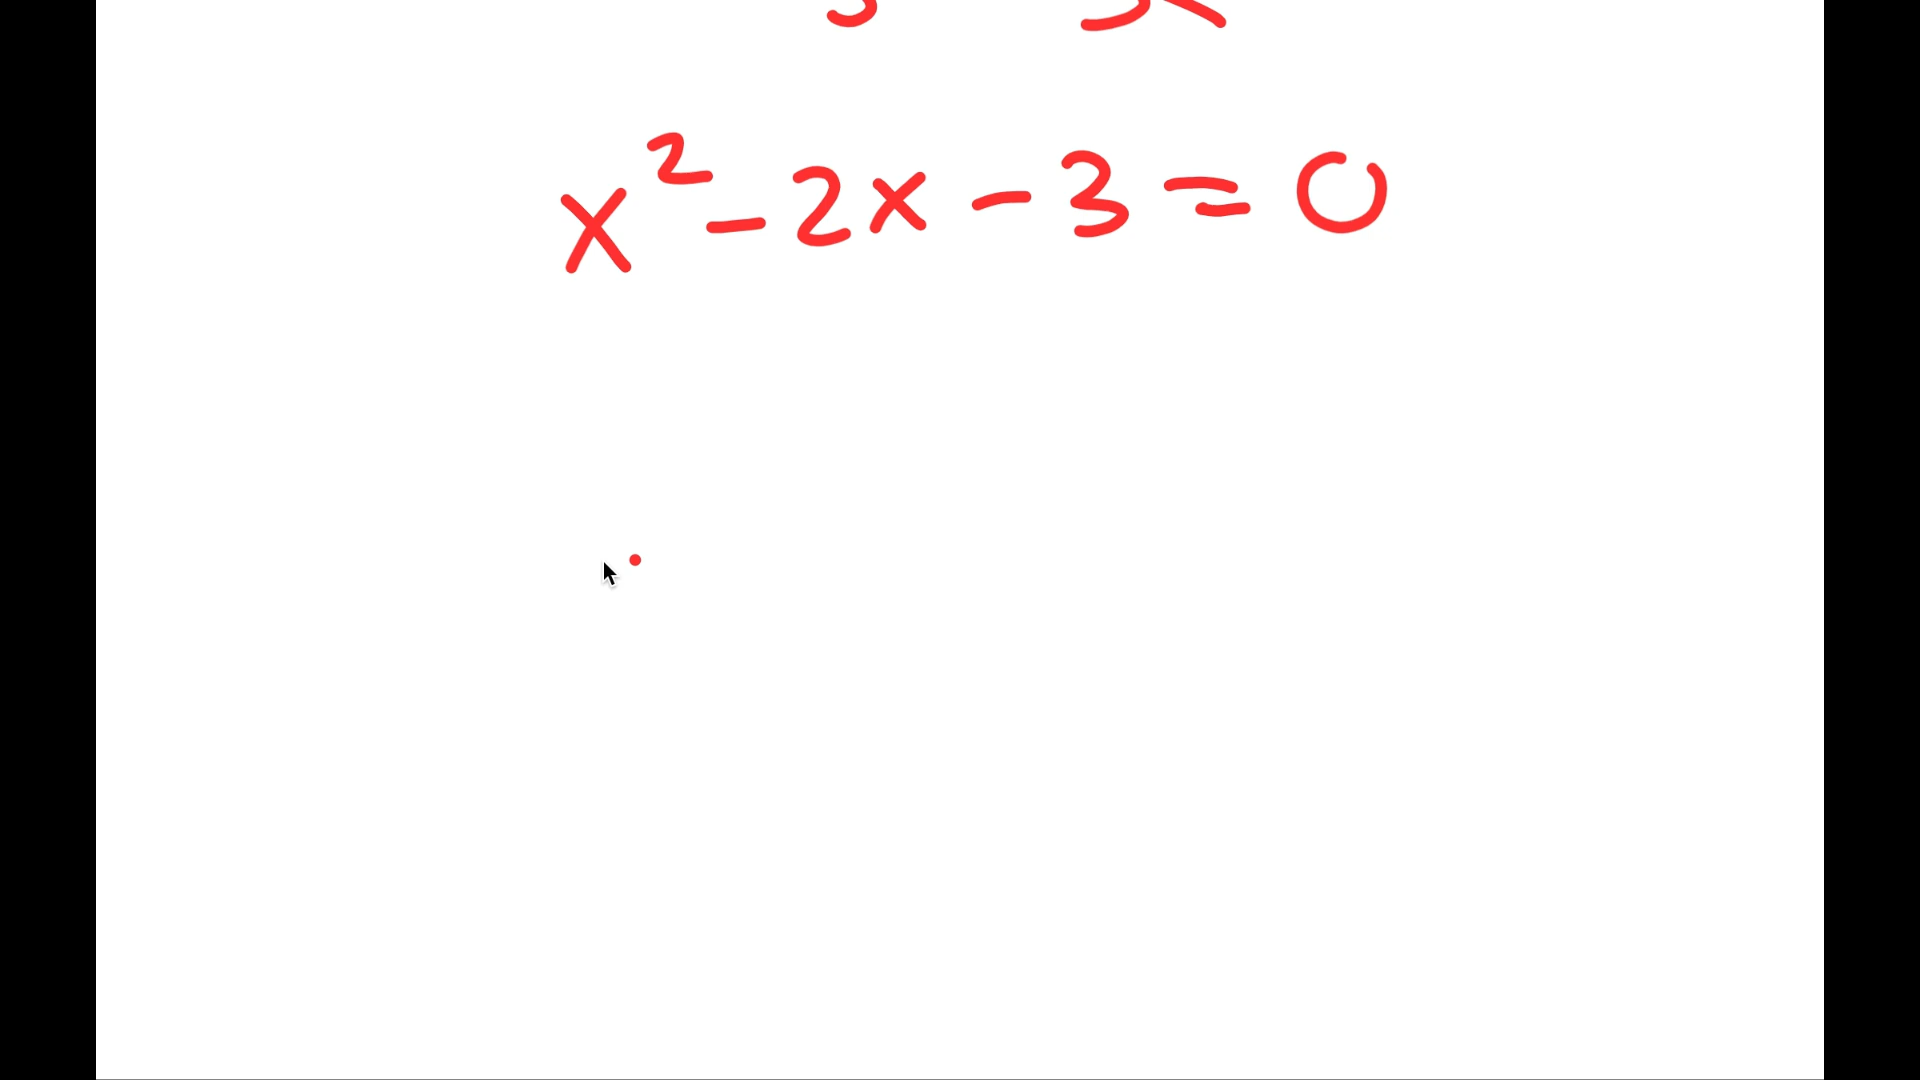 x² - 2x - 3 = 0